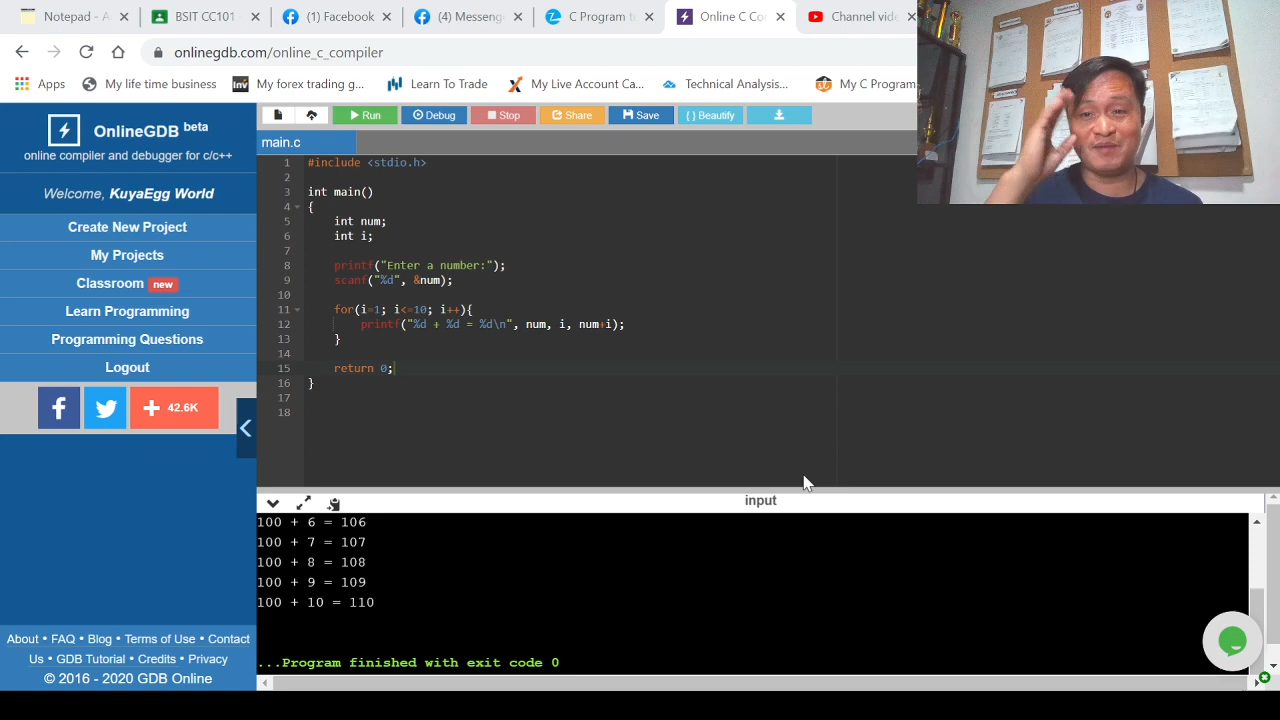 Notepad - A
BSIT CC101
(1) Facebook
(4) Messeng
C Program t
Online C Co
Channel vide
onlinegdb.com/online_c_compiler
Apps
My life time business
My forex trading g...
Learn To Trade
My Live Account Ca...
Technical Analysis...
My C Program
OnlineGDB beta
online compiler and debugger for c/c++
Welcome, KuyaEgg World
Create New Project
My Projects
Classroom new
Learn Programming
Programming Questions
Logout
42.6K
About • FAQ • Blog • Terms of Use • Contact
Us • GDB Tutorial • Credits • Privacy
© 2016 - 2020 GDB Online
Run
Debug
Stop
Share
Save
{ } Beautify
main.c
1 #include <stdio.h>
2
3 int main()
4 {
5 int num;
6 int i;
7
8 printf("Enter a number:");
9 scanf("%d", &num);
10
11 for(i=1; i<=10; i++){
12 printf("%d + %d = %d\n", num, i, num+i);
13 }
14
15 return 0;
16 }
17
18
input
100 + 6 = 106
100 + 7 = 107
100 + 8 = 108
100 + 9 = 109
100 + 10 = 110
...Program finished with exit code 0